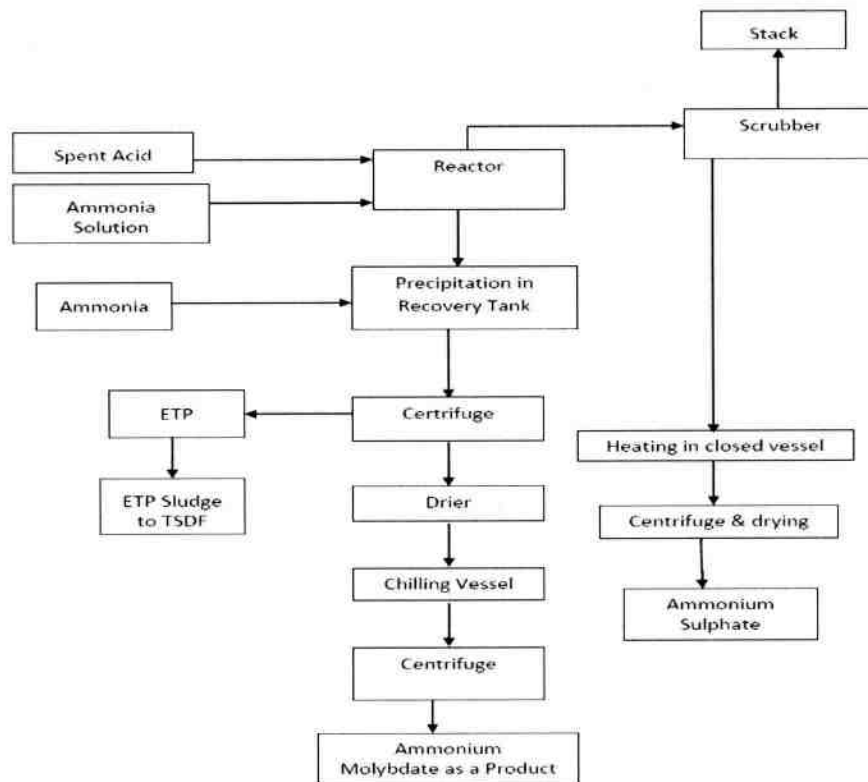 Stack
Scrubber
Spent Acid
Reactor
Ammonia
Solution
Precipitation in
Recovery Tank
Ammonia
ETP
Certrifuge
Heating in closed vessel
ETP Sludge
to TSDF
Drier
Centrifuge & drying
Chilling Vessel
Ammonium
Sulphate
Centrifuge
Ammonium
Molybdate as a Product